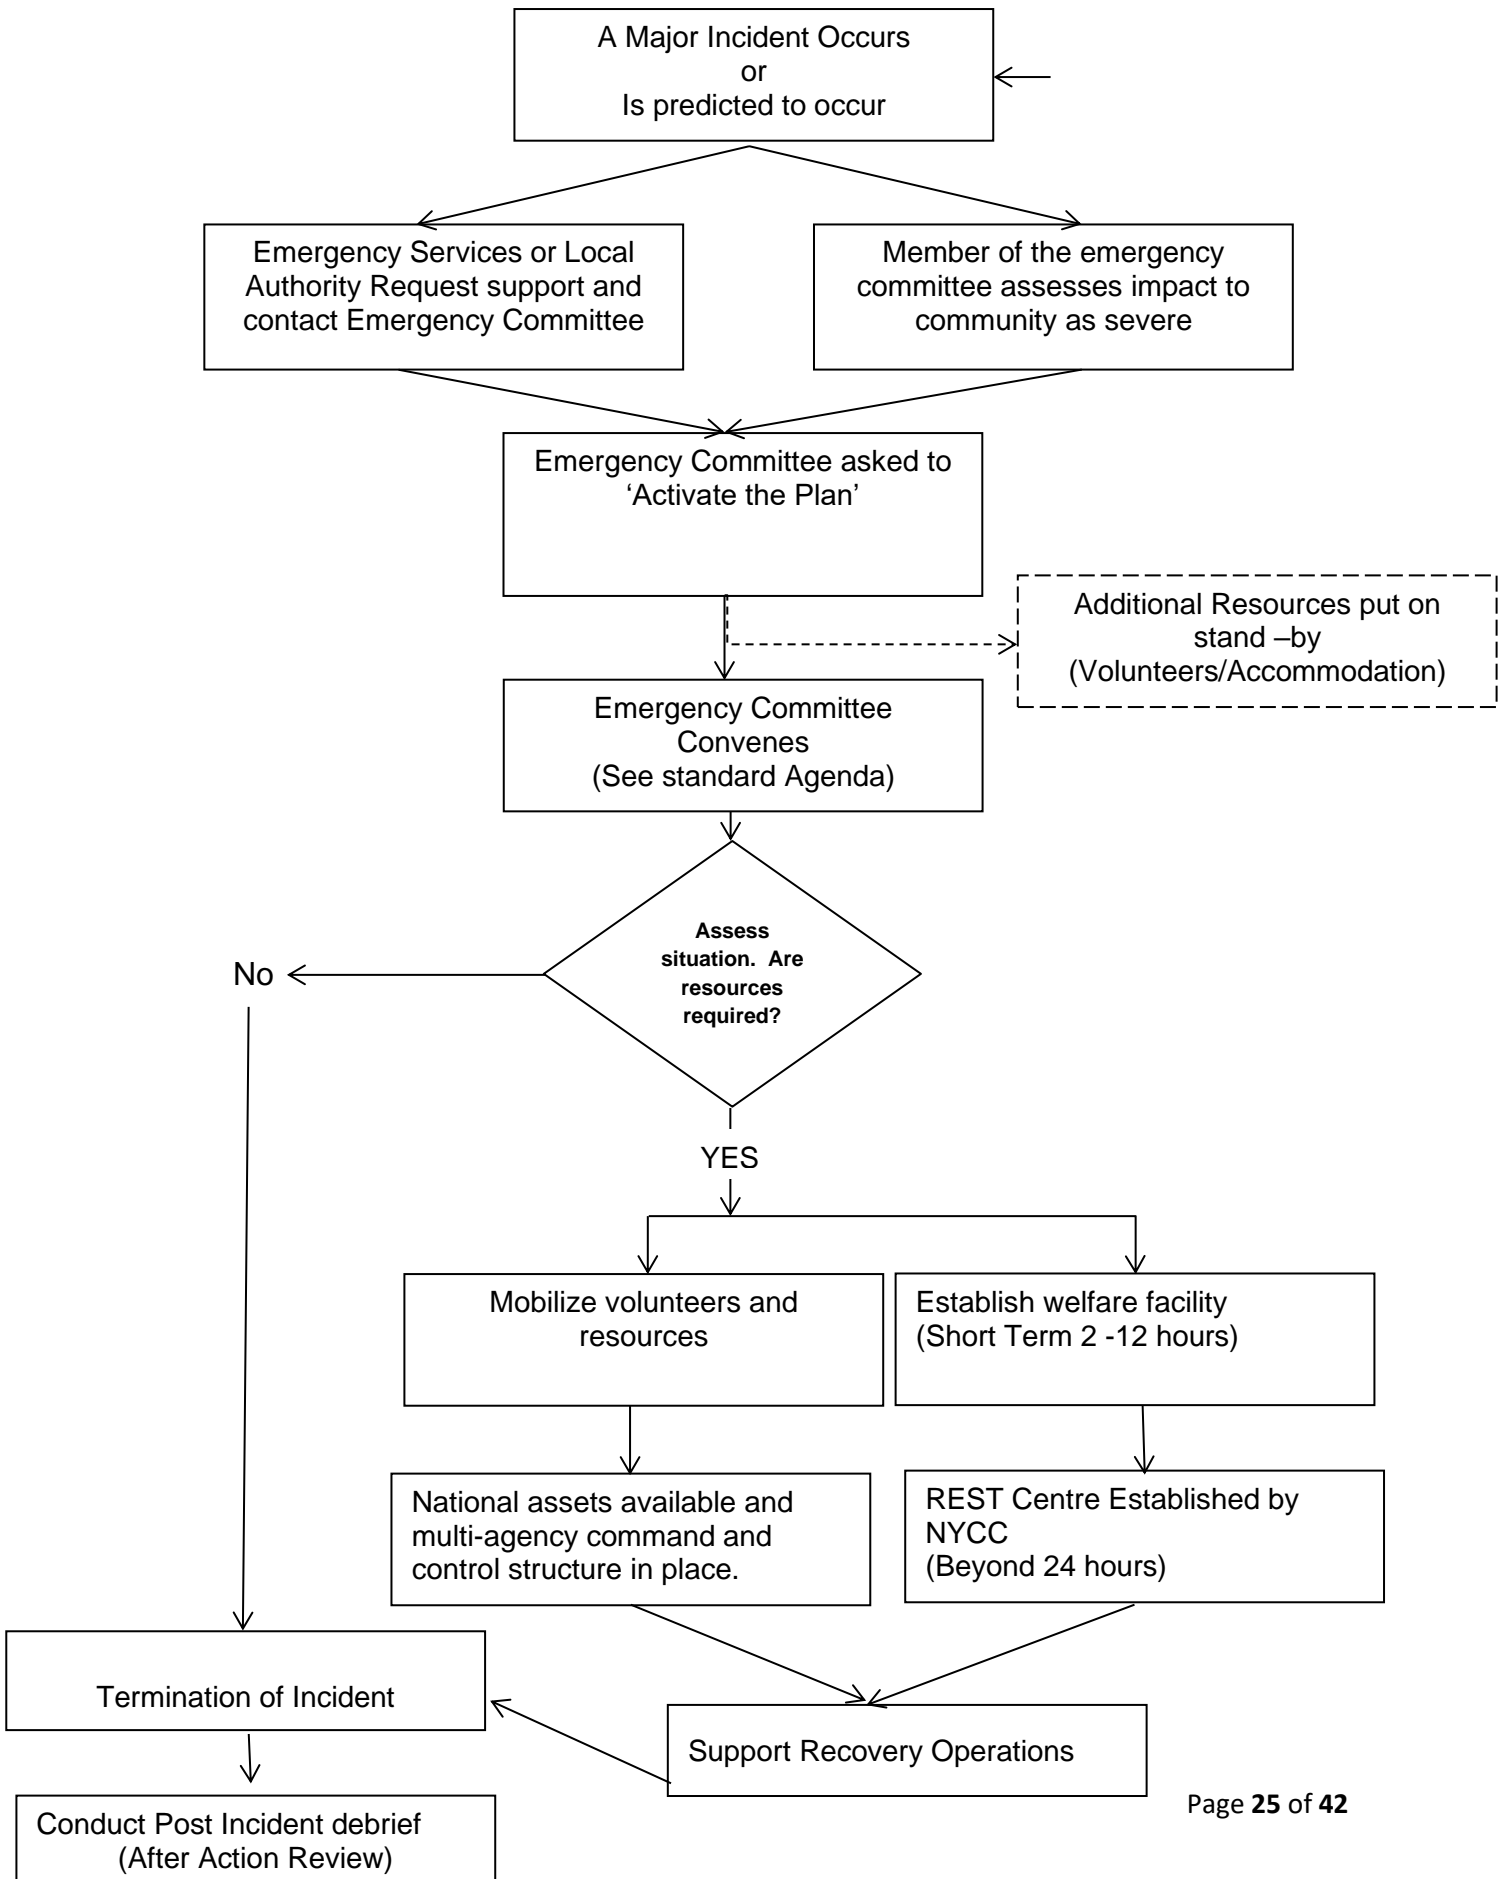 A Major Incident Occurs
or
Is predicted to occur
Emergency Services or Local
Authority Request support and
contact Emergency Committee
Member of the emergency
committee assesses impact to
community as severe
Emergency Committee asked to
‘Activate the Plan’
Additional Resources put on
stand –by
(Volunteers/Accommodation)
Emergency Committee
Convenes
(See standard Agenda)
Assess
situation.  Are
resources
required?
No
YES
Mobilize volunteers and
resources
Establish welfare facility
(Short Term 2 -12 hours)
National assets available and
multi-agency command and
control structure in place.
REST Centre Established by
NYCC
(Beyond 24 hours)
Termination of Incident
Support Recovery Operations
Conduct Post Incident debrief
(After Action Review)
Page 25 of 42